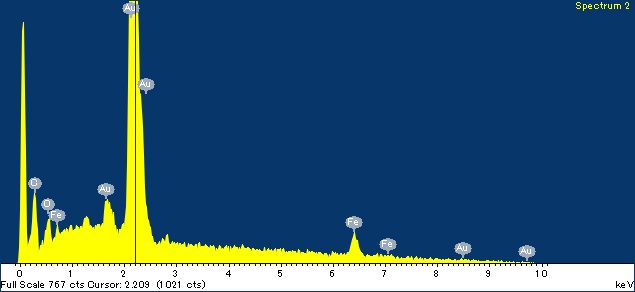 Spectrum 2
Au
Au
C
O
Fe
Au
Fe
Fe
Au
Au
0 1 2 3 4 5 6 7 8 9 10
Full Scale 767 cts Cursor: 2.209 (1021 cts) keV